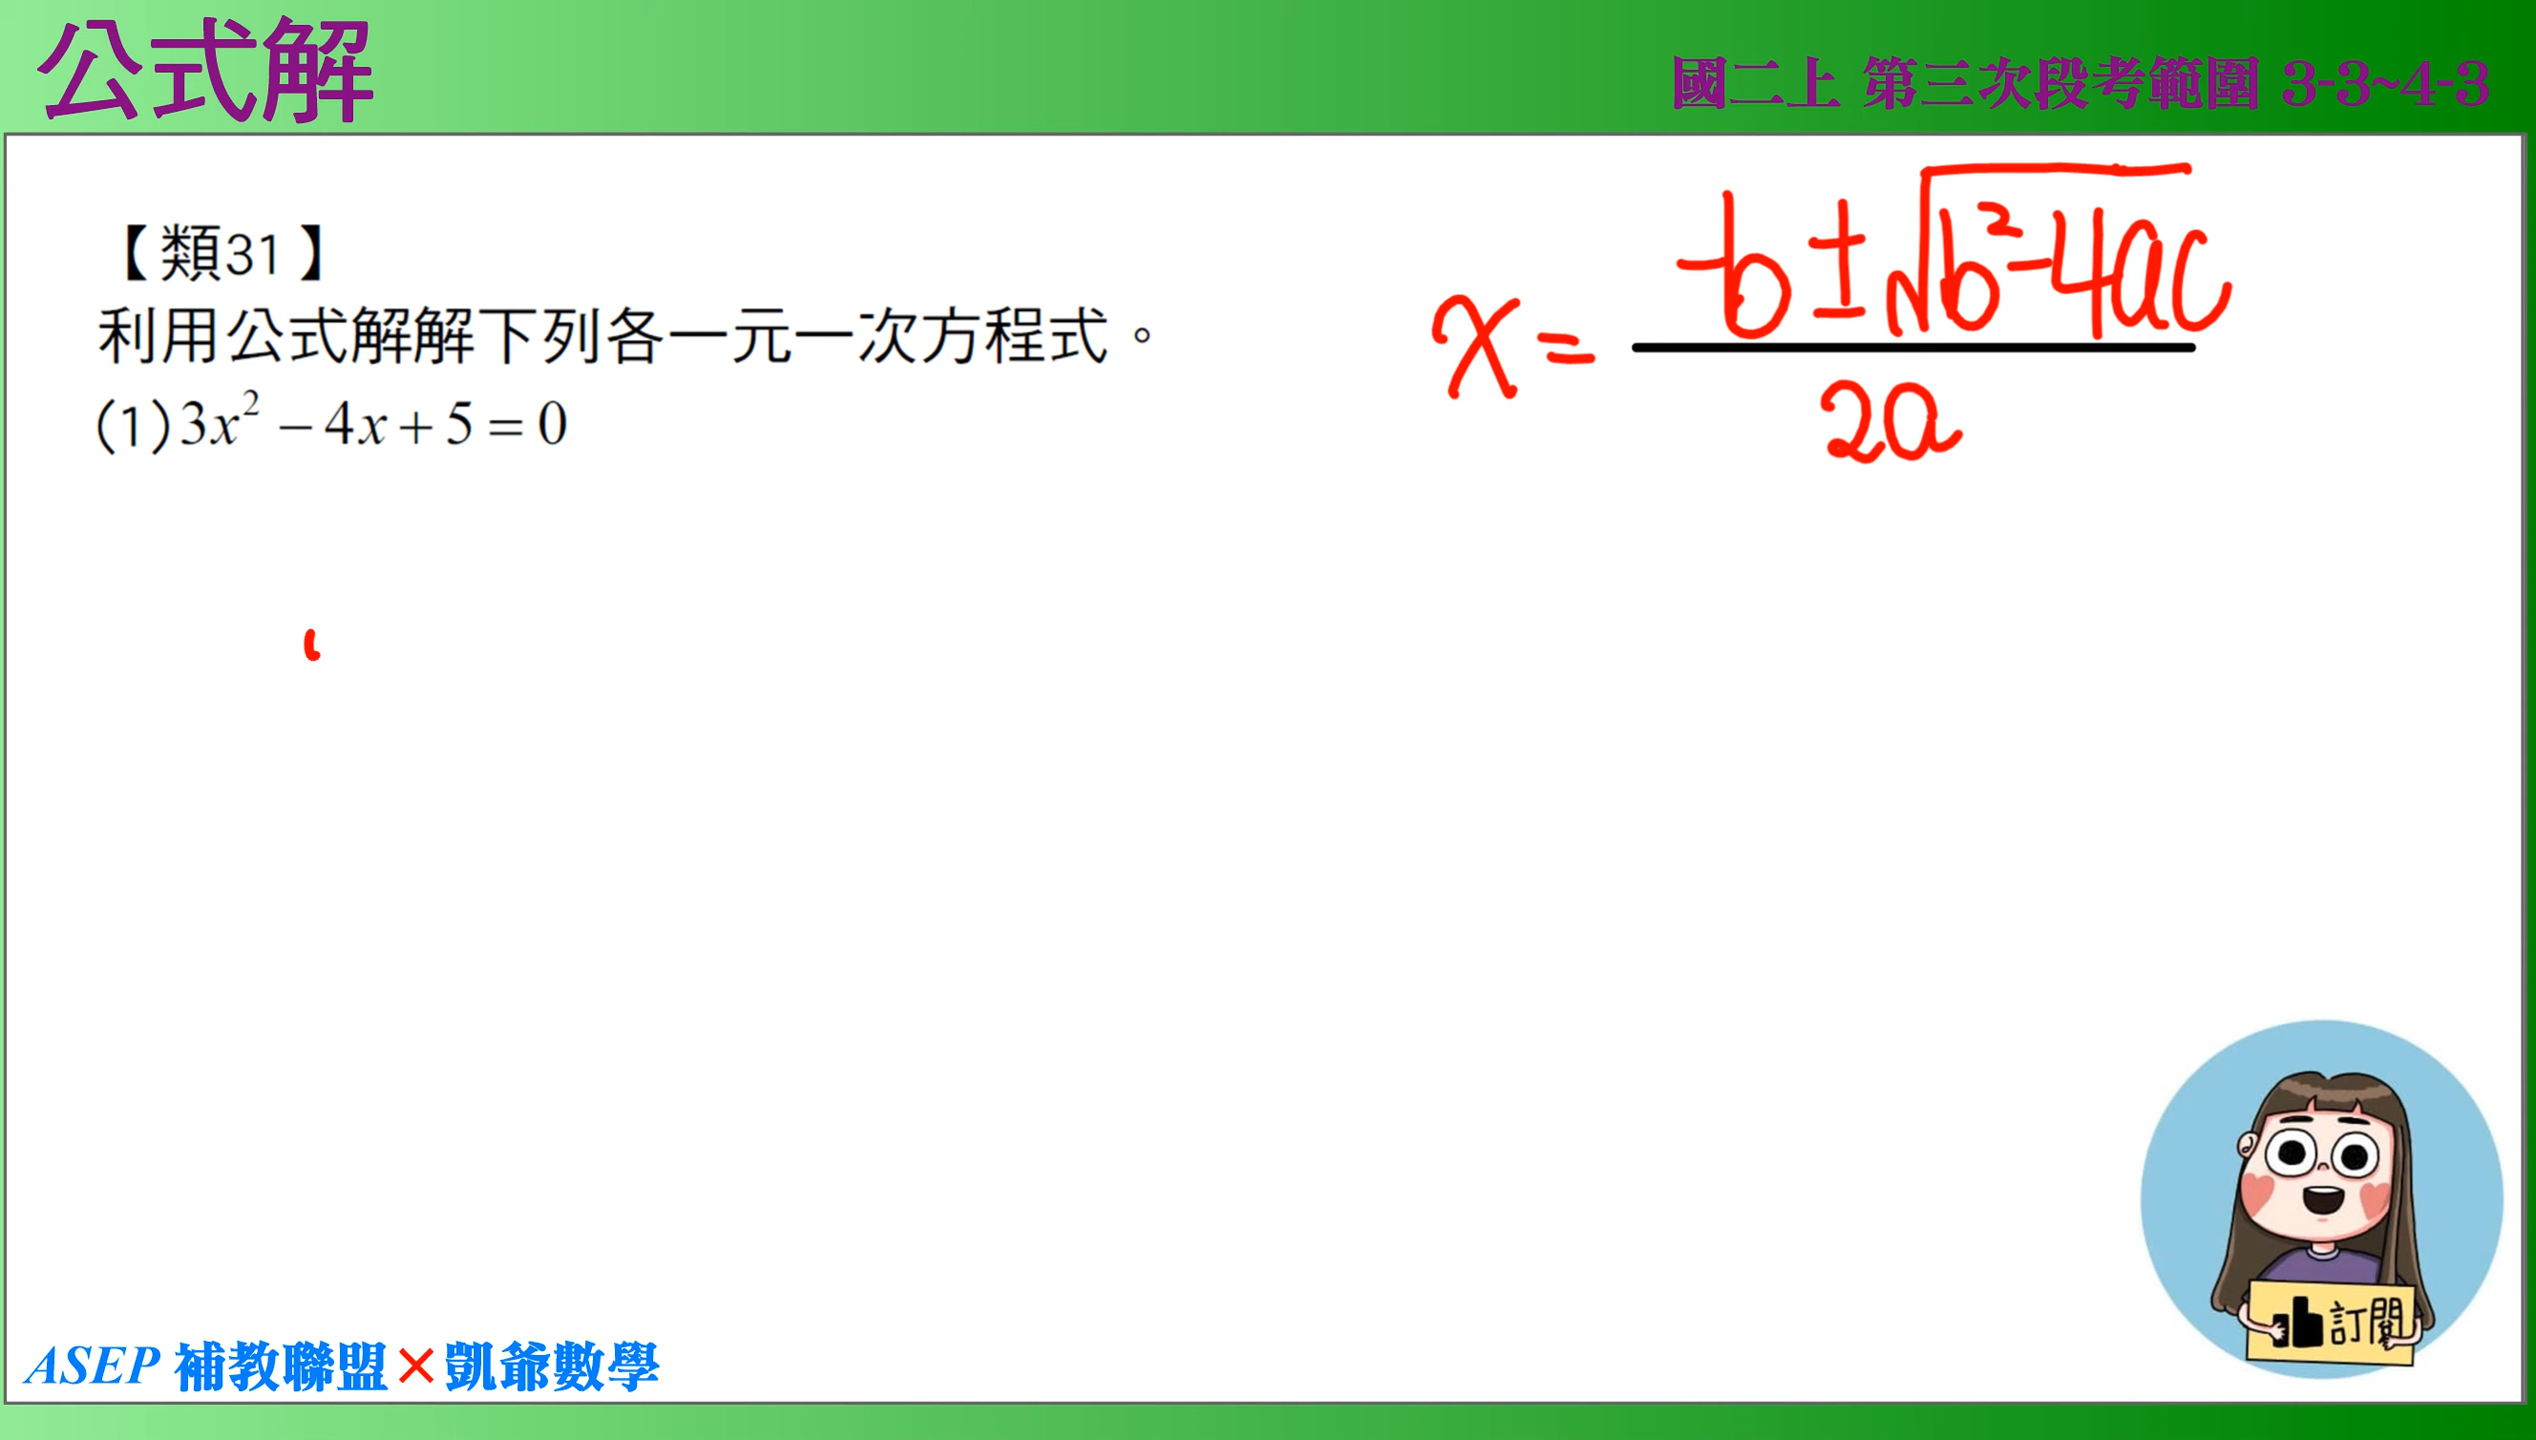 公式解
國二上 第三次段考範圍 3-3~4-3
【類31】
利用公式解解下列各一元一次方程式。
(1)3x² − 4x + 5 = 0
x = (-b ± √(b²-4ac)) / 2a
訂閱
ASEP 補教聯盟×凱爺數學